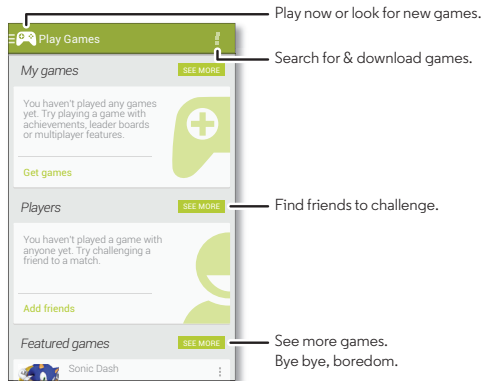 Play now or look for new games.
Play Games
Search for & download games.
My games
SEE MORE
You haven't played any games
yet. Try playing a game with
achievements, leader boards
or multiplayer features.
Get games
Players
SEE MORE
Find friends to challenge.
You haven't played a game with
anyone yet. Try challenging a
friend to a match.
Add friends
Featured games
SEE MORE
See more games.
Bye bye, boredom.
Sonic Dash